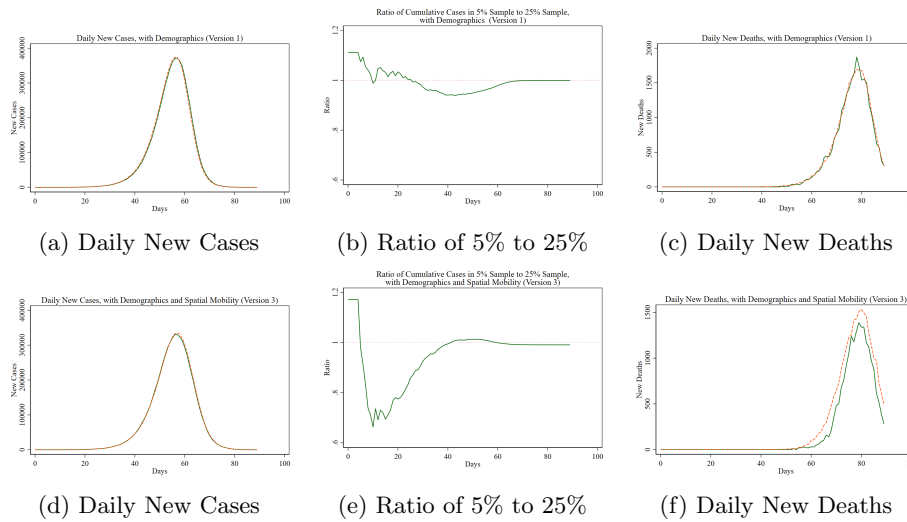 Daily New Cases, with Demographics (Version 1)
New Cases
400000
300000
200000
100000
0
0 20 40 60 80 100
Days
(a) Daily New Cases
Ratio of Cumulative Cases in 5% Sample to 25% Sample,
with Demographics (Version 1)
Ratio
1.2
1
.8
.6
0 20 40 60 80 100
Days
(b) Ratio of 5% to 25%
Daily New Deaths, with Demographics (Version 1)
New Deaths
2000
1500
1000
500
0
0 20 40 60 80 100
Days
(c) Daily New Deaths
Daily New Cases, with Demographics and Spatial Mobility (Version 3)
New Cases
400000
300000
200000
100000
0
0 20 40 60 80 100
Days
(d) Daily New Cases
Ratio of Cumulative Cases in 5% Sample to 25% Sample,
with Demographics and Spatial Mobility (Version 3)
Ratio
1.2
1
.8
.6
0 20 40 60 80 100
Days
(e) Ratio of 5% to 25%
Daily New Deaths, with Demographics and Spatial Mobility (Version 3)
New Deaths
1500
1000
500
0
0 20 40 60 80 100
Days
(f) Daily New Deaths